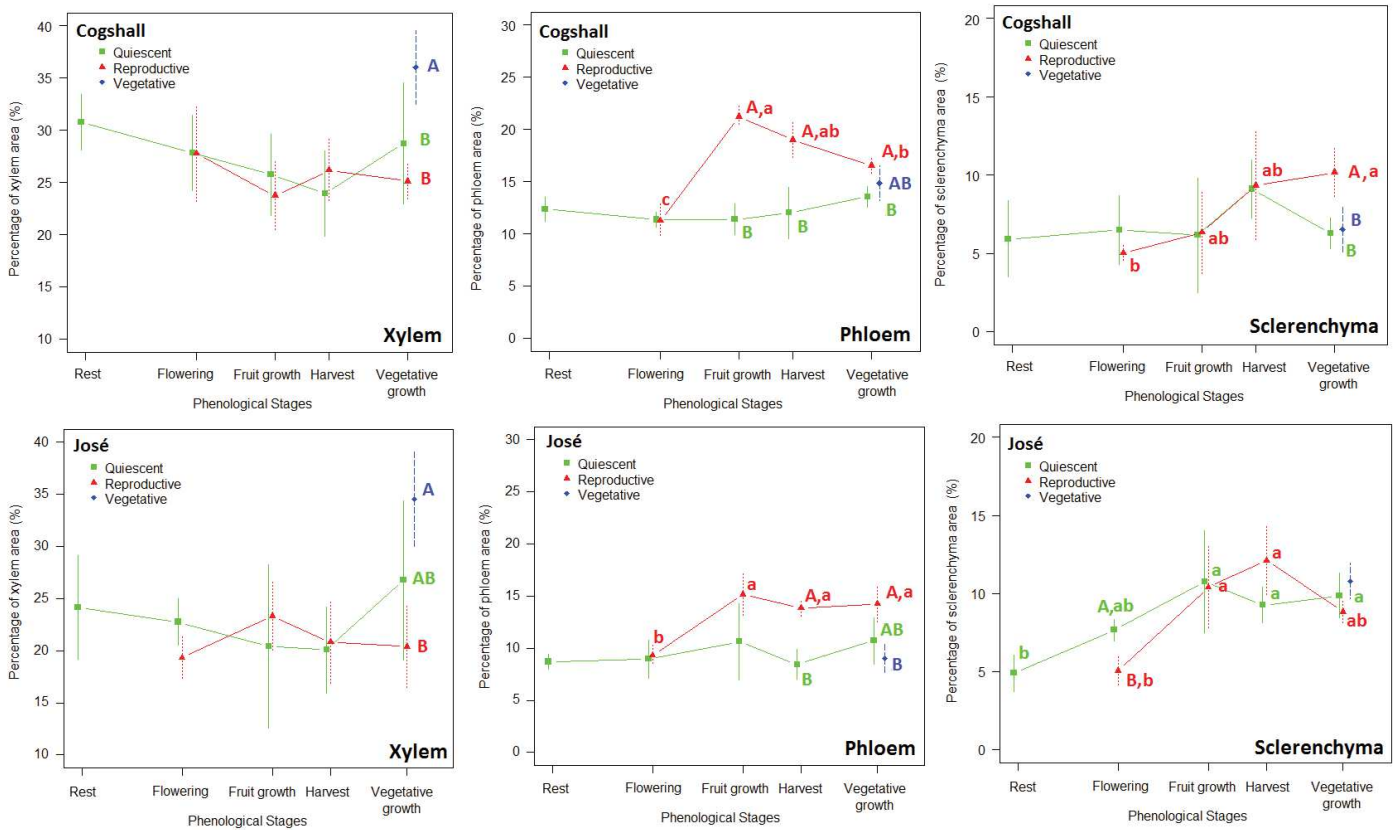 Cogshall
Quiescent
Reproductive
Vegetative
Percentage of xylem area (%)
40
35
30
25
20
15
10
A
B
B
Xylem
Rest
Flowering
Fruit growth
Harvest
Vegetative
growth
Phenological Stages
Cogshall
Quiescent
Reproductive
Vegetative
Percentage of phloem area (%)
30
25
20
15
10
5
0
c
A,a
A,ab
A,b
AB
B
B
B
Phloem
Rest
Flowering
Fruit growth
Harvest
Vegetative
growth
Phenological Stages
Cogshall
Quiescent
Reproductive
Vegetative
Percentage of sclerenchyma area (%)
20
15
10
5
0
b
ab
ab
A,a
B
B
Sclerenchyma
Rest
Flowering
Fruit growth
Harvest
Vegetative
growth
Phenological Stages
José
Quiescent
Reproductive
Vegetative
Percentage of xylem area (%)
40
35
30
25
20
15
10
A
AB
B
Xylem
Rest
Flowering
Fruit growth
Harvest
Vegetative
growth
Phenological Stages
José
Quiescent
Reproductive
Vegetative
Percentage of phloem area (%)
30
25
20
15
10
5
0
b
a
A,a
A,a
AB
B
B
Phloem
Rest
Flowering
Fruit growth
Harvest
Vegetative
growth
Phenological Stages
José
Quiescent
Reproductive
Vegetative
Percentage of sclerenchyma area (%)
20
15
10
5
0
b
A,ab
B,b
a
a
a
a
a
ab
Sclerenchyma
Rest
Flowering
Fruit growth
Harvest
Vegetative
growth
Phenological Stages